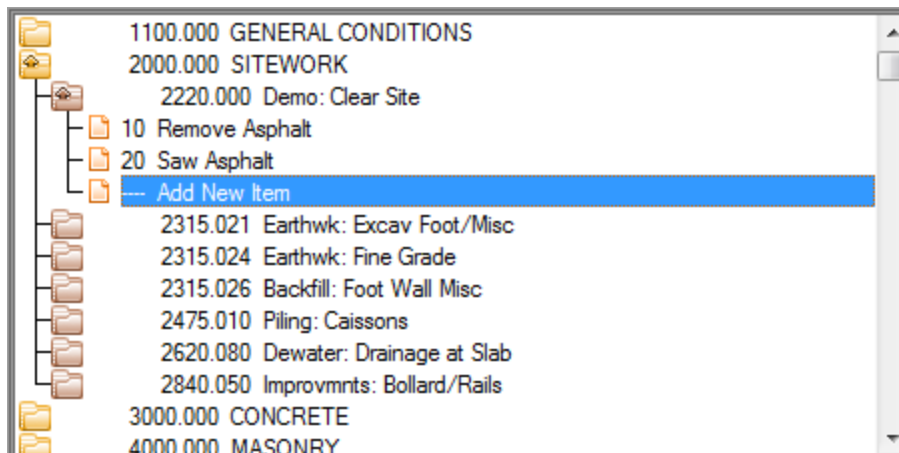 1100.000 GENERAL CONDITIONS
2000.000 SITEWORK
2220.000 Demo: Clear Site
10 Remove Asphalt
20 Saw Asphalt
---- Add New Item
2315.021 Earthwk: Excav Foot/Misc
2315.024 Earthwk: Fine Grade
2315.026 Backfill: Foot Wall Misc
2475.010 Piling: Caissons
2620.080 Dewater: Drainage at Slab
2840.050 Improvmnts: Bollard/Rails
3000.000 CONCRETE
4000.000 MASONRY